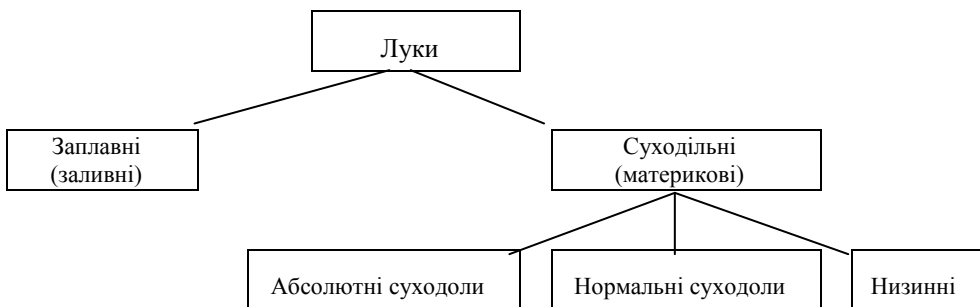 Луки
Заплавні
(заливні)
Суходільні
(материкові)
Абсолютні суходоли
Нормальні суходоли
Низинні